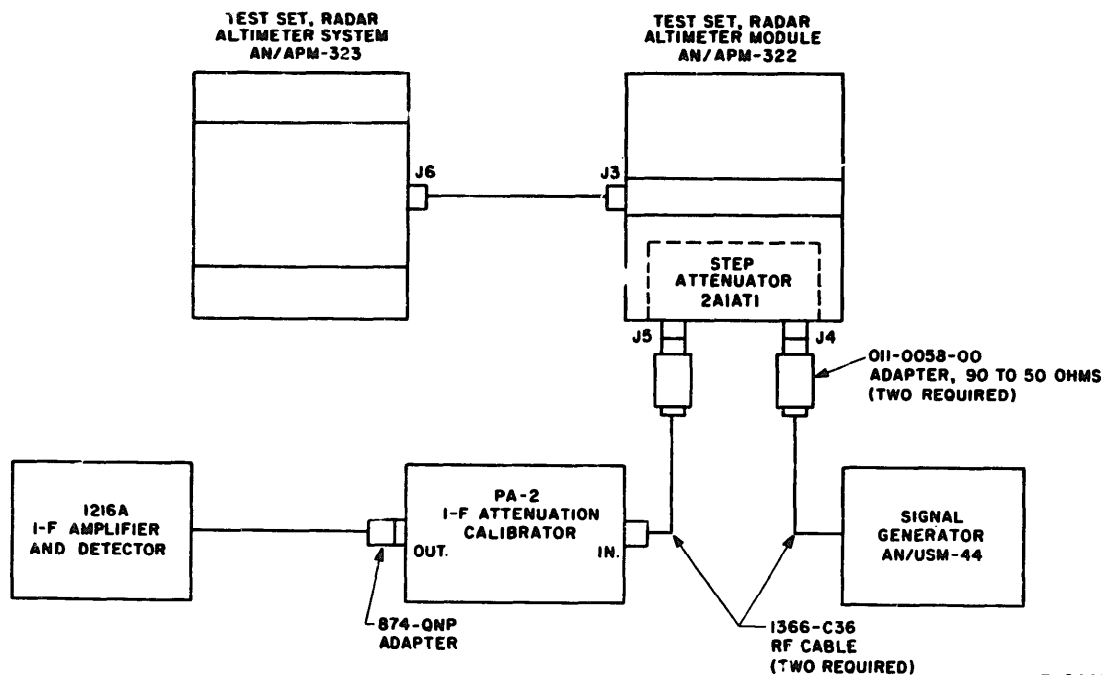 TEST SET, RADAR
ALTIMETER SYSTEM
AN/APM-323
TEST SET, RADAR
ALTIMETER MODULE
AN/APM-322
J6
J3
STEP
ATTENUATOR
2A1AT1
J5
J4
011-0058-00
ADAPTER, 90 TO 50 OHMS
(TWO REQUIRED)
1216A
I-F AMPLIFIER
AND DETECTOR
PA-2
I-F ATTENUATION
CALIBRATOR
OUT.
IN.
SIGNAL
GENERATOR
AN/USM-44
874-QNP
ADAPTER
1366-C36
RF CABLE
(TWO REQUIRED)